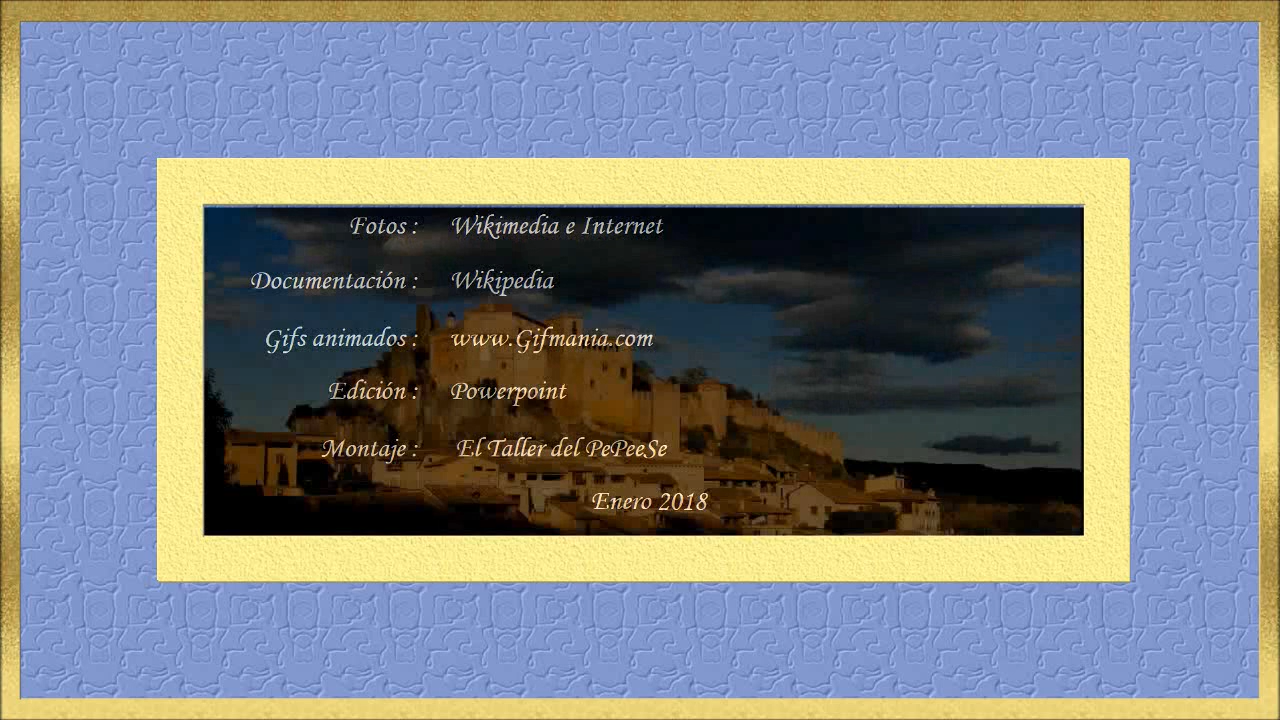 Fotos : Wikimedia e Internet
Documentación : Wikipedia
Gifs animados : www.Gifmania.com
Edición : Powerpoint
Montaje : El Taller del PePeeSe
Enero 2018